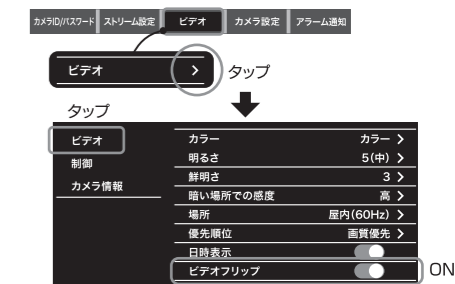 カメラID/パスワード ストリーム設定 ビデオ カメラ設定 アラーム通知
ビデオ > タップ
タップ
ビデオ
制御
カメラ情報
カラー カラー >
明るさ 5(中) >
鮮明さ 3 >
暗い場所での感度 高 >
場所 屋内(60Hz) >
優先順位 画質優先 >
日時表示
ビデオフリップ ON